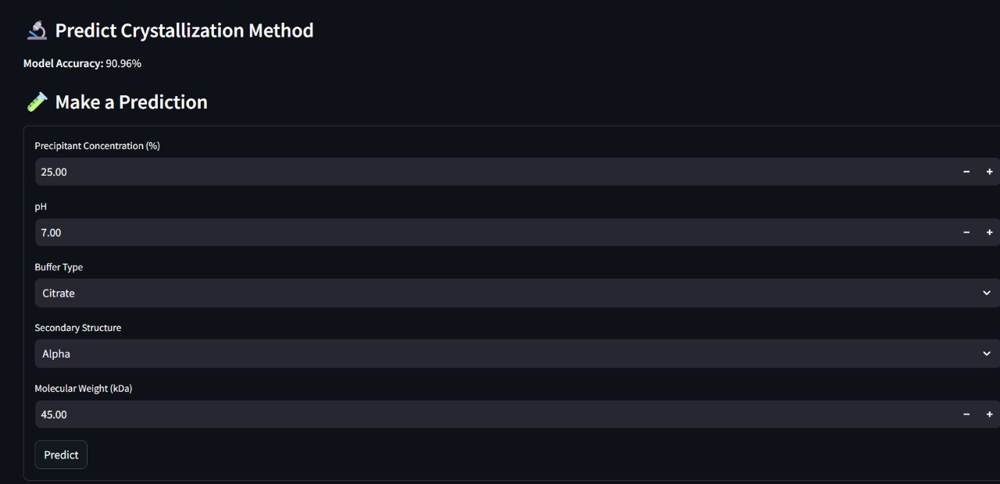 Predict Crystallization Method
Model Accuracy: 90.96%
Make a Prediction
Precipitant Concentration (%)
25.00
pH
7.00
Buffer Type
Citrate
Secondary Structure
Alpha
Molecular Weight (kDa)
45.00
Predict